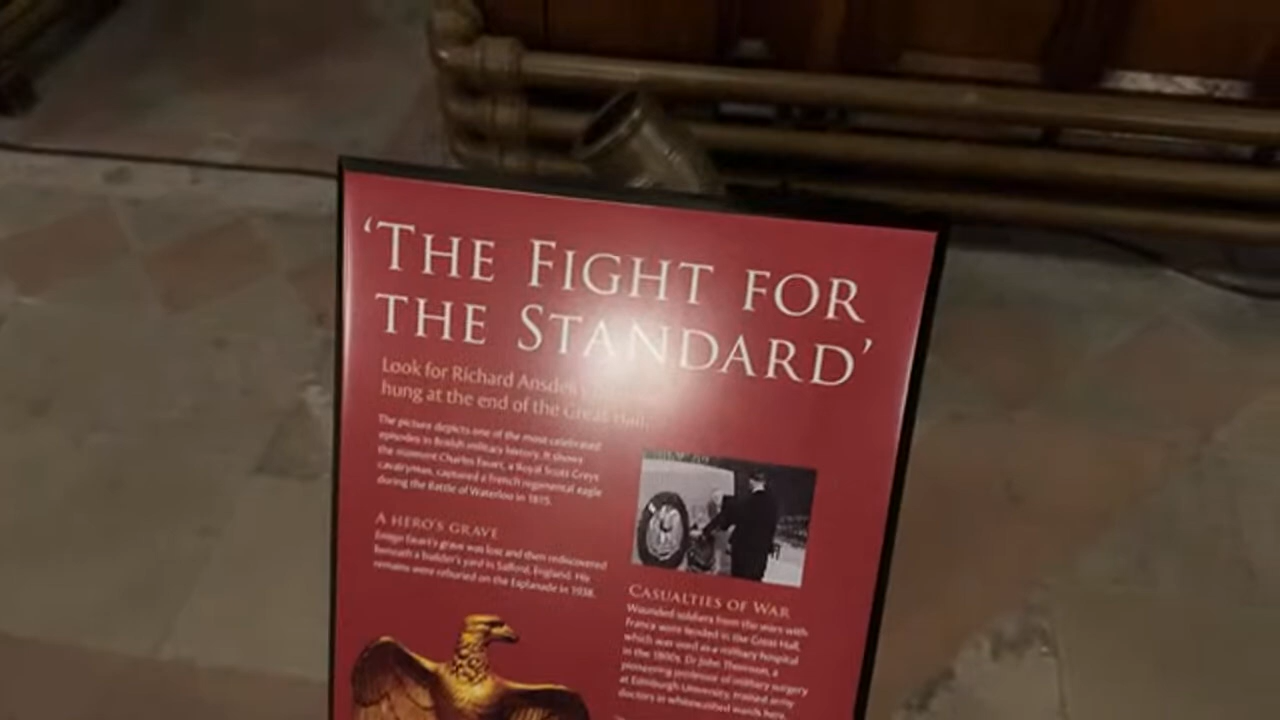 ‘THE FIGHT FOR
THE STANDARD’
Look for Richard Ansdell's
hung at the end of the Great Hall.
The picture depicts one of the most celebrated
episodes in British military history. It shows
the moment Charles Ewart, a Royal Scots Greys
cavalryman, captured a French regimental eagle
during the Battle of Waterloo in 1815.
A HERO'S GRAVE
Ensign Ewart's grave was lost and then rediscovered
beneath a builder's yard in Salford, England. His
remains were reburied on the Esplanade in 1938.
CASUALTIES OF WAR
Wounded soldiers from the wars with
France were tended in the Great Hall,
which was used as a military hospital
in the 1800s. Dr John Thomson, a
pioneering professor of military surgery
at Edinburgh University, trained army
doctors in whitewashed wards here.